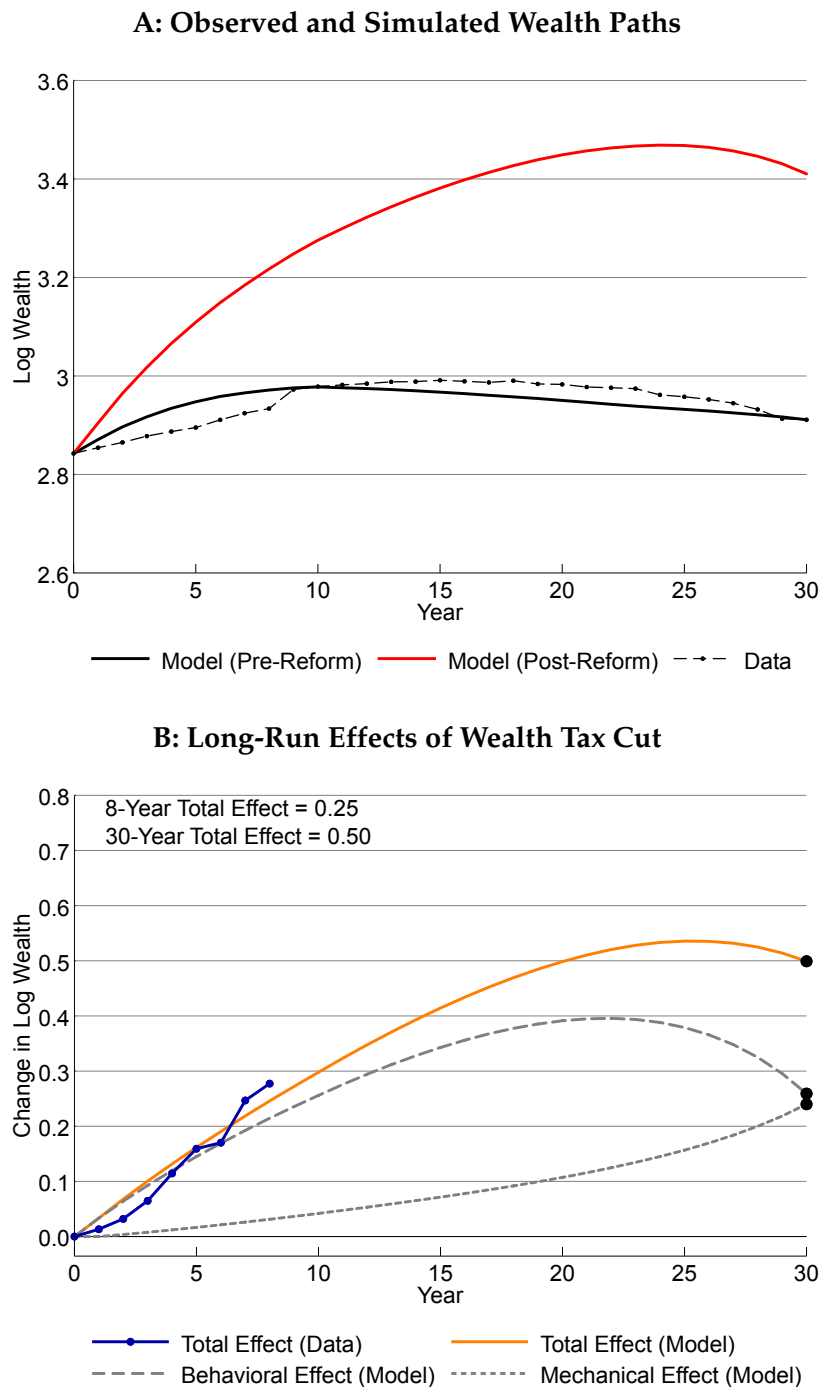 A: Observed and Simulated Wealth Paths
3.6
3.4
3.2
3
2.8
2.6
Log Wealth
0 5 10 15 20 25 30
Year
Model (Pre-Reform) Model (Post-Reform) Data
B: Long-Run Effects of Wealth Tax Cut
8-Year Total Effect = 0.25
30-Year Total Effect = 0.50
0.8
0.7
0.6
0.5
0.4
0.3
0.2
0.1
0.0
Change in Log Wealth
0 5 10 15 20 25 30
Year
Total Effect (Data) Total Effect (Model)
Behavioral Effect (Model) Mechanical Effect (Model)